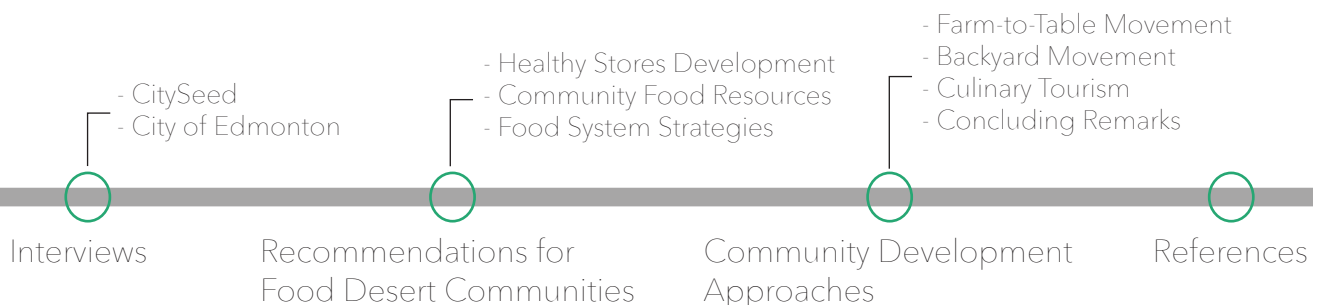 - CitySeed
- City of Edmonton
- Healthy Stores Development
- Community Food Resources
- Food System Strategies
- Farm-to-Table Movement
- Backyard Movement
- Culinary Tourism
- Concluding Remarks
Interviews
Recommendations for
Food Desert Communities
Community Development
Approaches
References